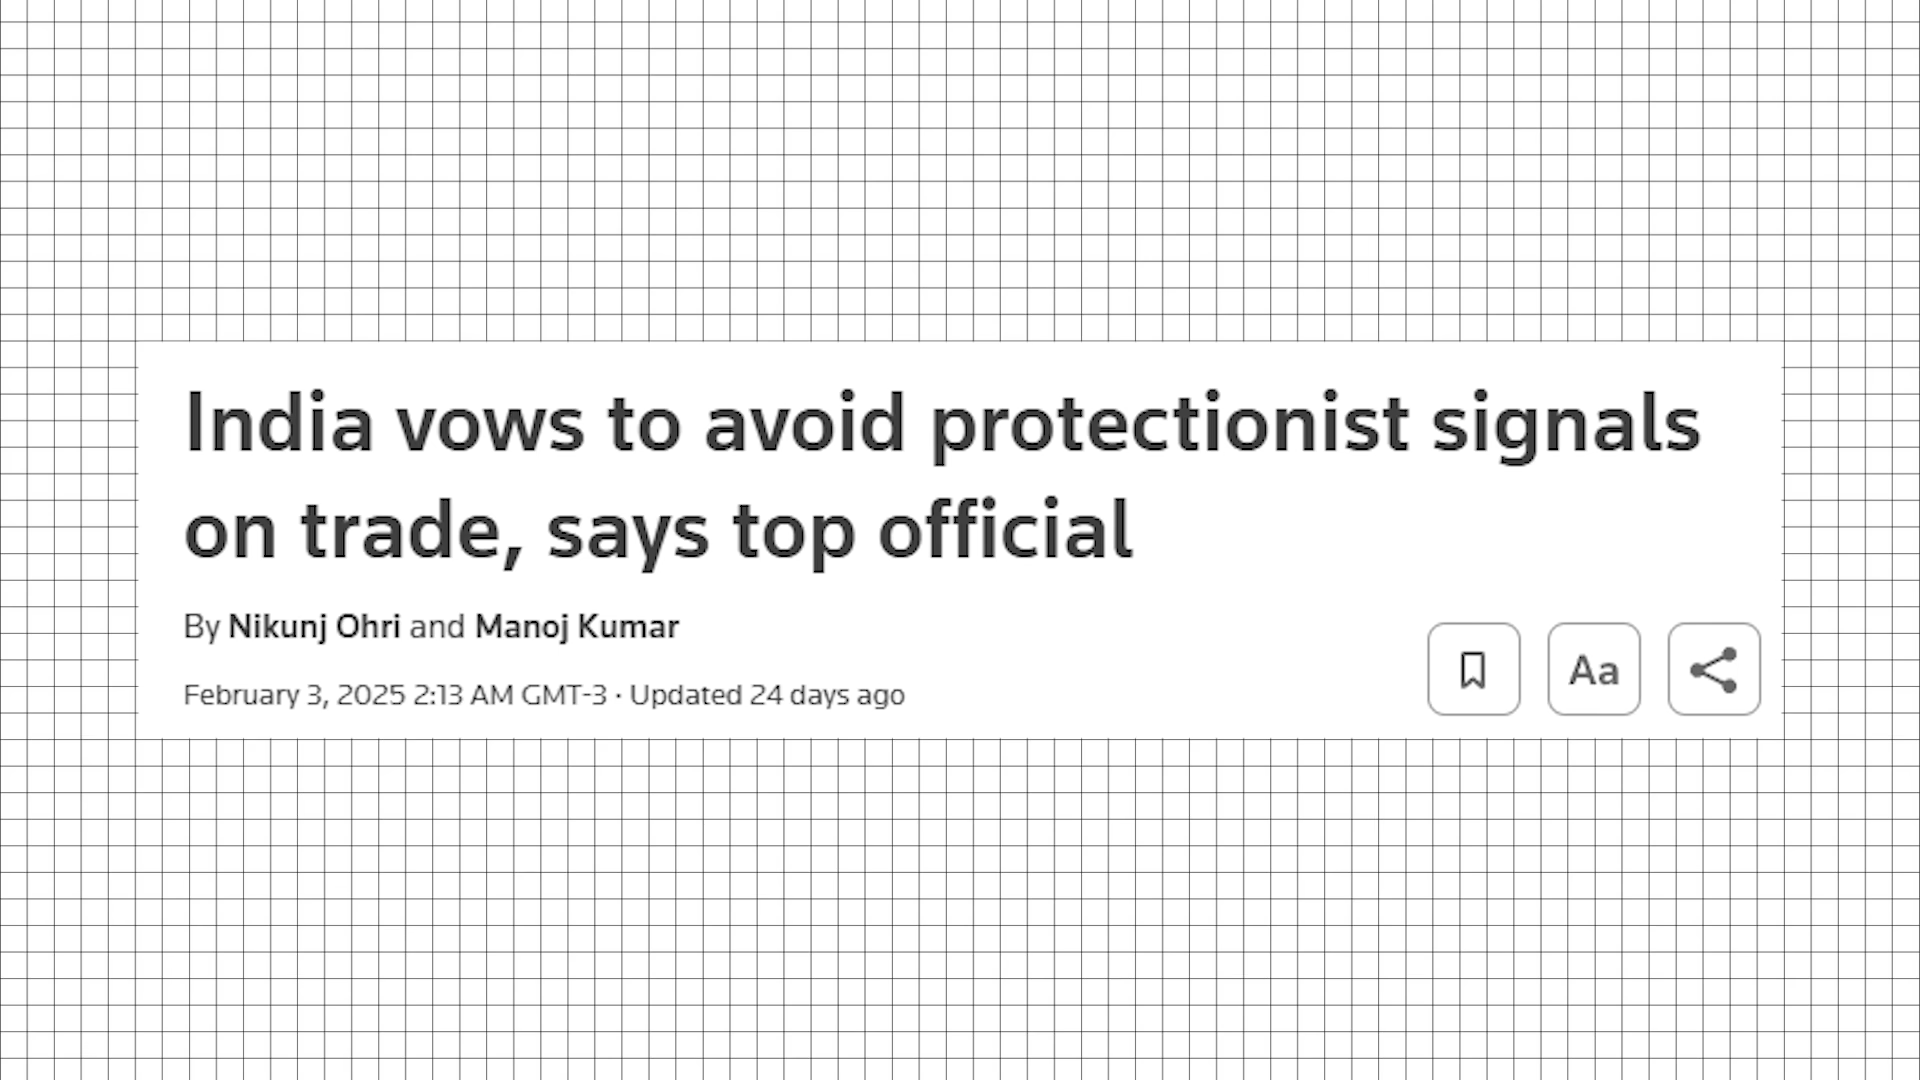 India vows to avoid protectionist signals
on trade, says top official
By Nikunj Ohri and Manoj Kumar
February 3, 2025 2:13 AM GMT-3 · Updated 24 days ago
Aa